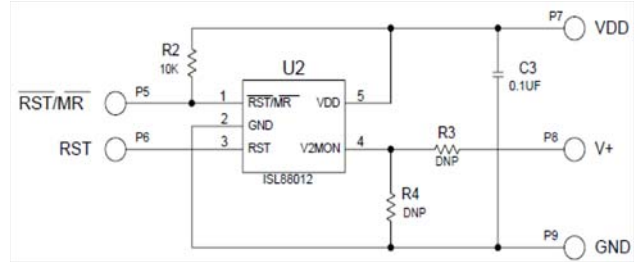 P7
VDD
R2
10K
U2
C3
0.1UF
RST/MR
P5
1
RST/MR
VDD
5
2
GND
R3
RST
P6
3
RST
V2MON
4
DNP
P8
V+
ISL88012
R4
DNP
P9
GND